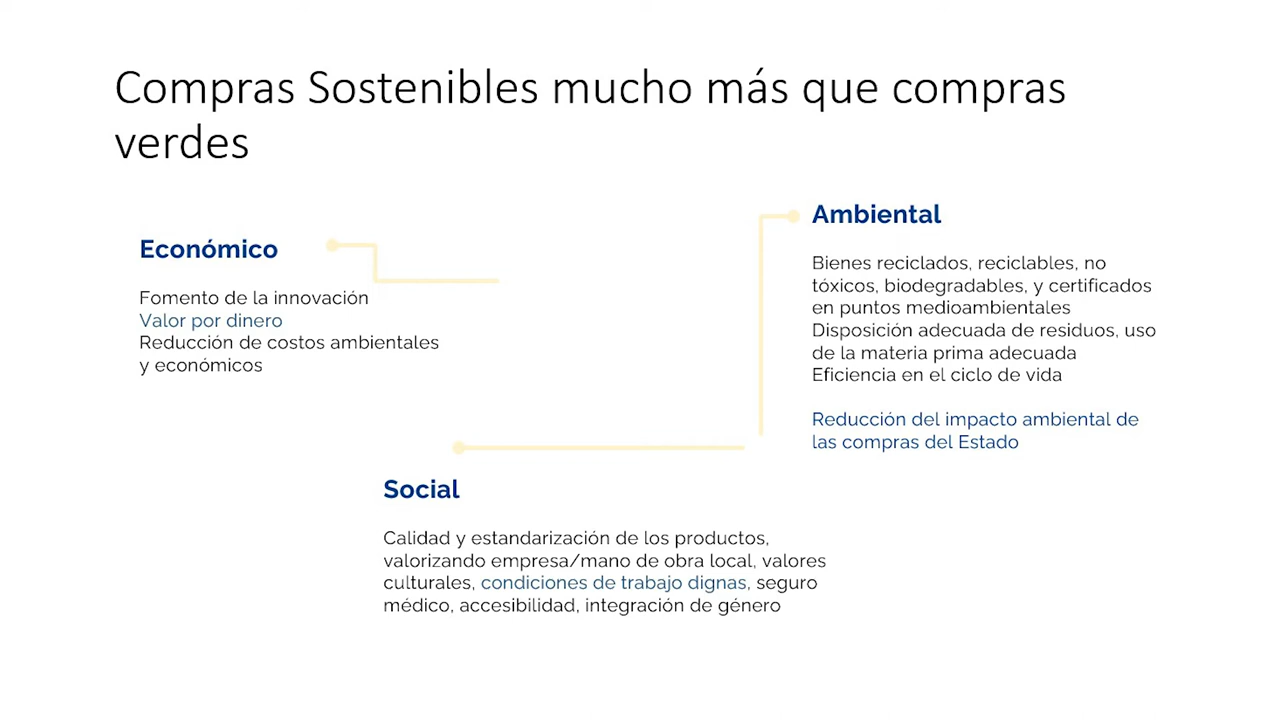 Compras Sostenibles mucho más que compras
verdes
Económico
Fomento de la innovación
Valor por dinero
Reducción de costos ambientales
y económicos
Ambiental
Bienes reciclados, reciclables, no
tóxicos, biodegradables, y certificados
en puntos medioambientales
Disposición adecuada de residuos, uso
de la materia prima adecuada
Eficiencia en el ciclo de vida
Reducción del impacto ambiental de
las compras del Estado
Social
Calidad y estandarización de los productos,
valorizando empresa/mano de obra local, valores
culturales, condiciones de trabajo dignas, seguro
médico, accesibilidad, integración de género